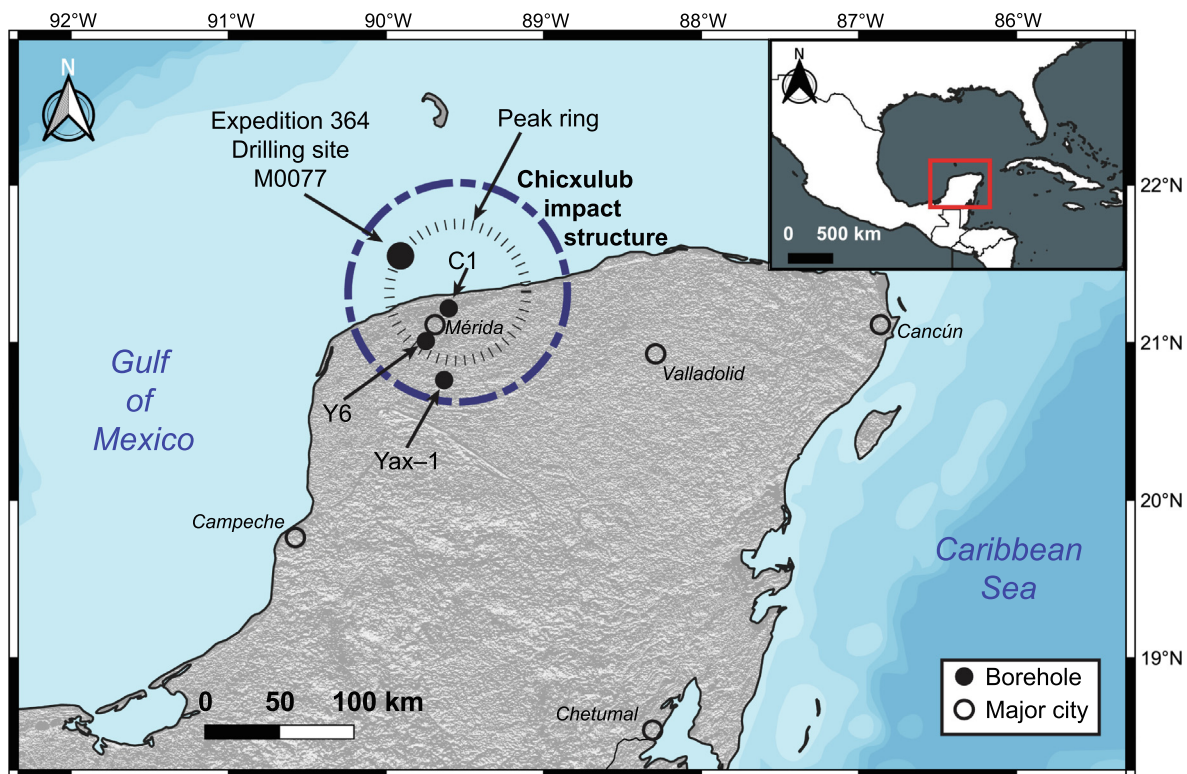 92°W 91°W 90°W 89°W 88°W 87°W 86°W
N
N
Expedition 364
Drilling site
M0077
Peak ring
Chicxulub
impact
structure
22°N
0 500 km
C1
Mérida
21°N
Cancún
Valladolid
Gulf
of
Mexico
Y6
Yax–1
20°N
Campeche
Caribbean
Sea
19°N
0 50 100 km
Chetumal
Borehole
Major city